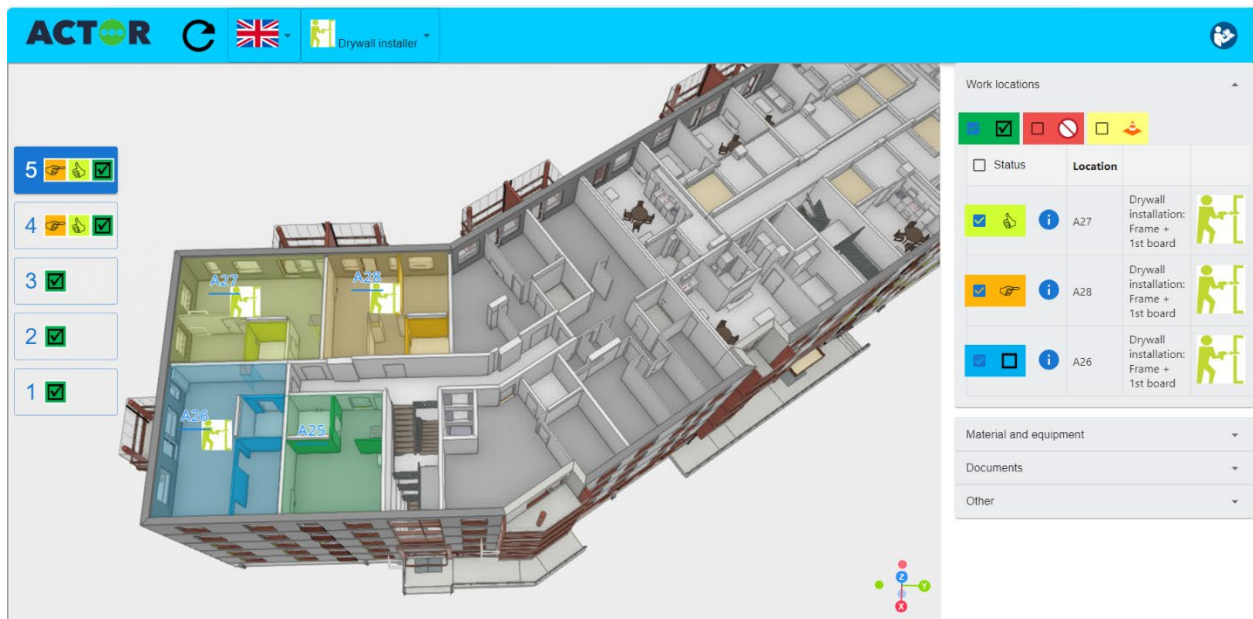 ACTOR
Drywall installer
Work locations
5
4
3
2
1
Status
Location
A27
Drywall
installation:
Frame +
1st board
A28
Drywall
installation:
Frame +
1st board
A26
Drywall
installation:
Frame +
1st board
Material and equipment
Documents
Other
A27
A28
A26
A25
Z
Y
X